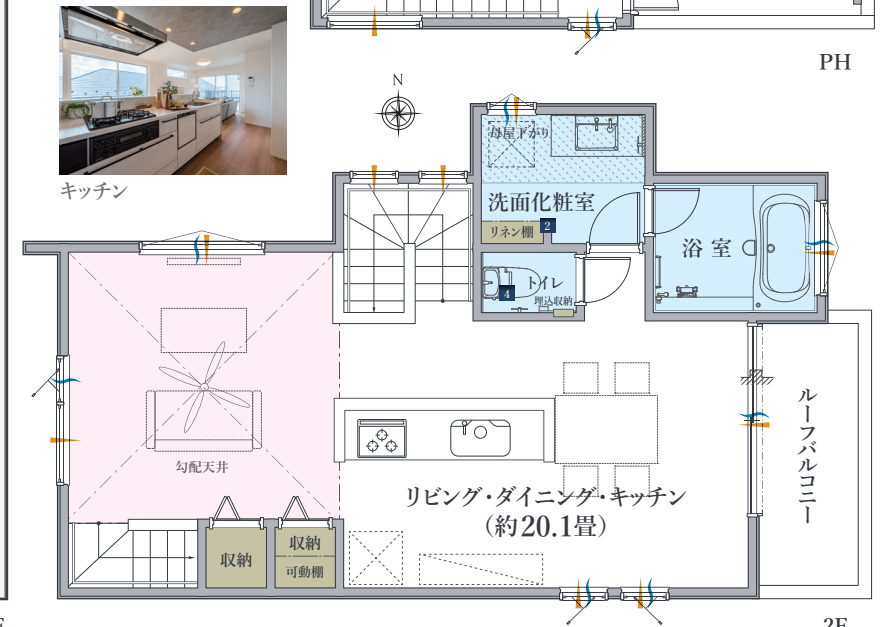 PH
N
キッチン
母屋下がり
洗面化粧室
リネン棚 2
浴室
トイレ
4
埋込収納
勾配天井
ルーフバルコニー
リビング・ダイニング・キッチン
(約20.1畳)
収納
収納
可動棚
2F